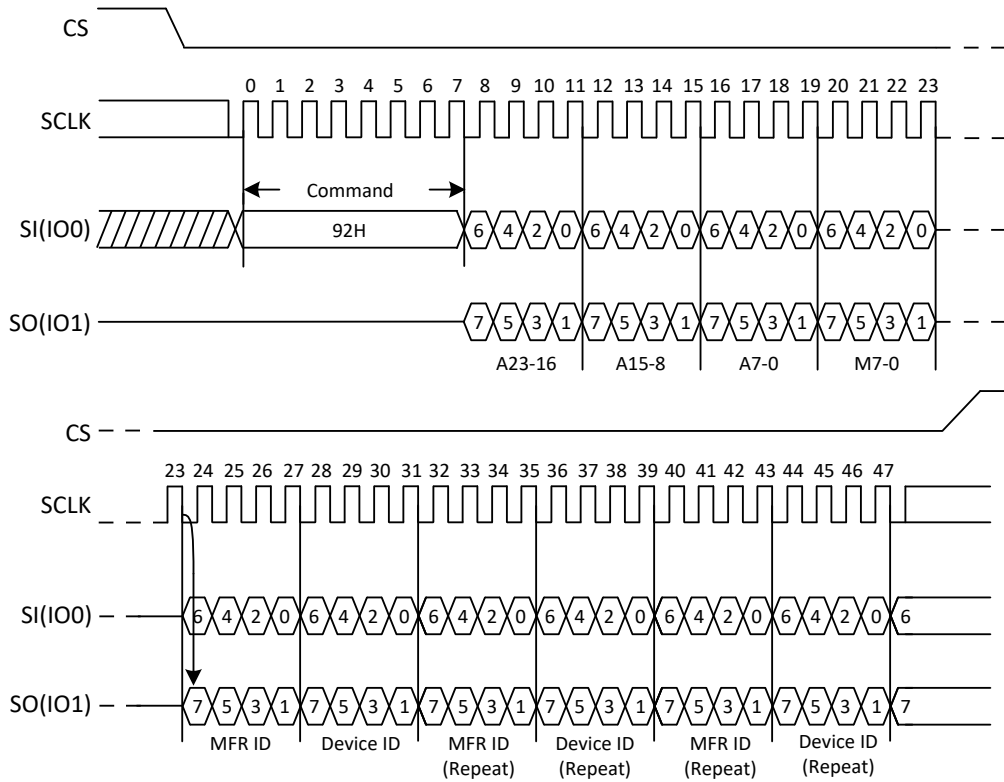 CS
0 1 2 3 4 5 6 7 8 9 10 11 12 13 14 15 16 17 18 19 20 21 22 23
SCLK
Command
SI(IO0) 92H 6 4 2 0 6 4 2 0 6 4 2 0 6 4 2 0
SO(IO1) 7 5 3 1 7 5 3 1 7 5 3 1 7 5 3 1
A23-16 A15-8 A7-0 M7-0
CS
23 24 25 26 27 28 29 30 31 32 33 34 35 36 37 38 39 40 41 42 43 44 45 46 47
SCLK
SI(IO0) 6 4 2 0 6 4 2 0 6 4 2 0 6 4 2 0 6 4 2 0 6 4 2 0 6
SO(IO1) 7 5 3 1 7 5 3 1 7 5 3 1 7 5 3 1 7 5 3 1 7 5 3 1 7
MFR ID Device ID MFR ID Device ID MFR ID Device ID
(Repeat) (Repeat) (Repeat) (Repeat)